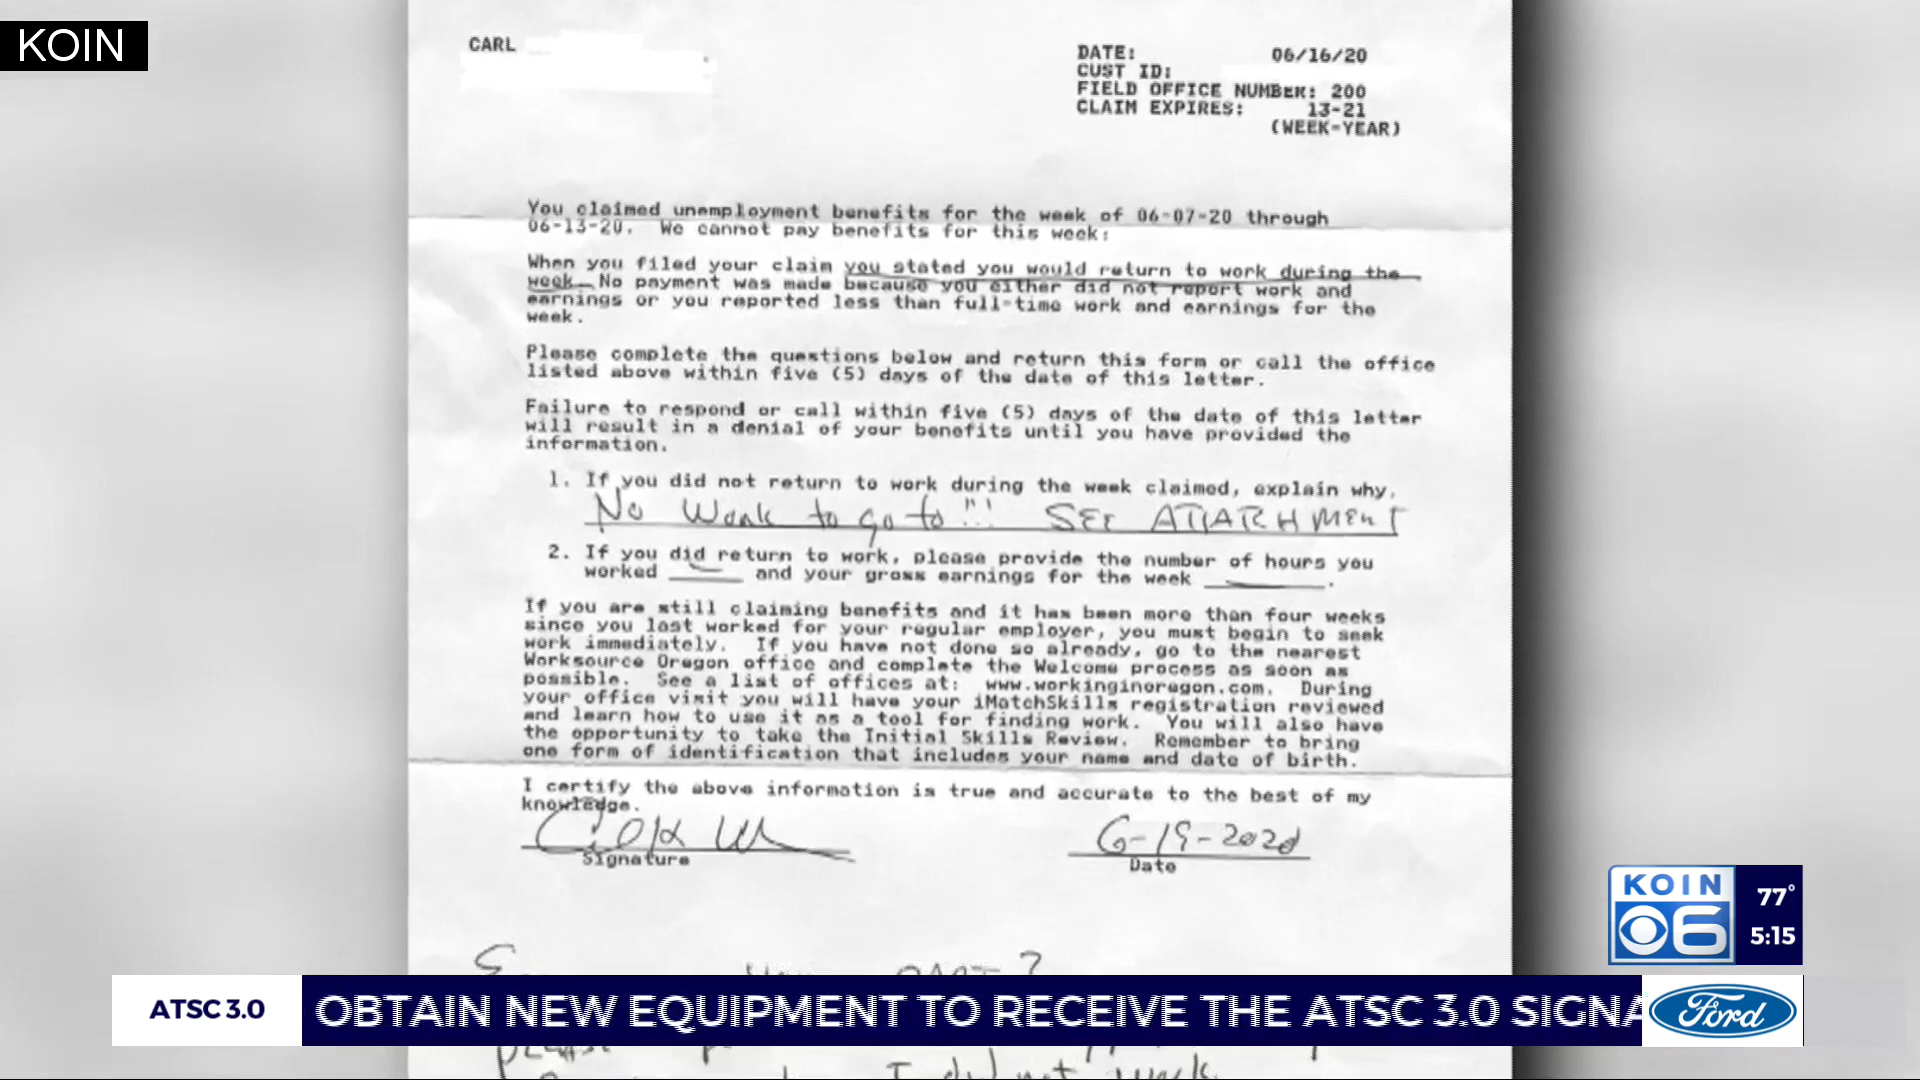 KOIN
CARL
DATE: 06/16/20
CUST ID:
FIELD OFFICE NUMBER: 200
CLAIM EXPIRES: 13-21
(WEEK-YEAR)
You claimed unemployment benefits for the week of 06-07-20 through
06-13-20. We cannot pay benefits for this week:
When you filed your claim you stated you would return to work during the
week. No payment was made because you either did not report work and
earnings or you reported less than full-time work and earnings for the
week.
Please complete the questions below and return this form or call the office
listed above within five (5) days of the date of this letter.
Failure to respond or call within five (5) days of the date of this letter
will result in a denial of your benefits until you have provided the
information.
1. If you did not return to work during the week claimed, explain why.
No Work to go to!!! SEE ATTATCHMENT
2. If you did return to work, please provide the number of hours you
worked ____ and your gross earnings for the week ____.
If you are still claiming benefits and it has been more than four weeks
since you last worked for your regular employer, you must begin to seek
work immediately. If you have not done so already, go to the nearest
Worksource Oregon office and complete the Welcome process as soon as
possible. See a list of offices at: www.workinginoregon.com. During
your office visit you will have your iMatchSkills registration reviewed
and learn how to use it as a tool for finding work. You will also have
the opportunity to take the Initial Skills Review. Remember to bring
one form of identification that includes your name and date of birth.
I certify the above information is true and accurate to the best of my
knowledge.
6-19-2020
Signature Date
I did not work.
KOIN 6
77°
5:15
ATSC 3.0 OBTAIN NEW EQUIPMENT TO RECEIVE THE ATSC 3.0 SIGNA
Ford